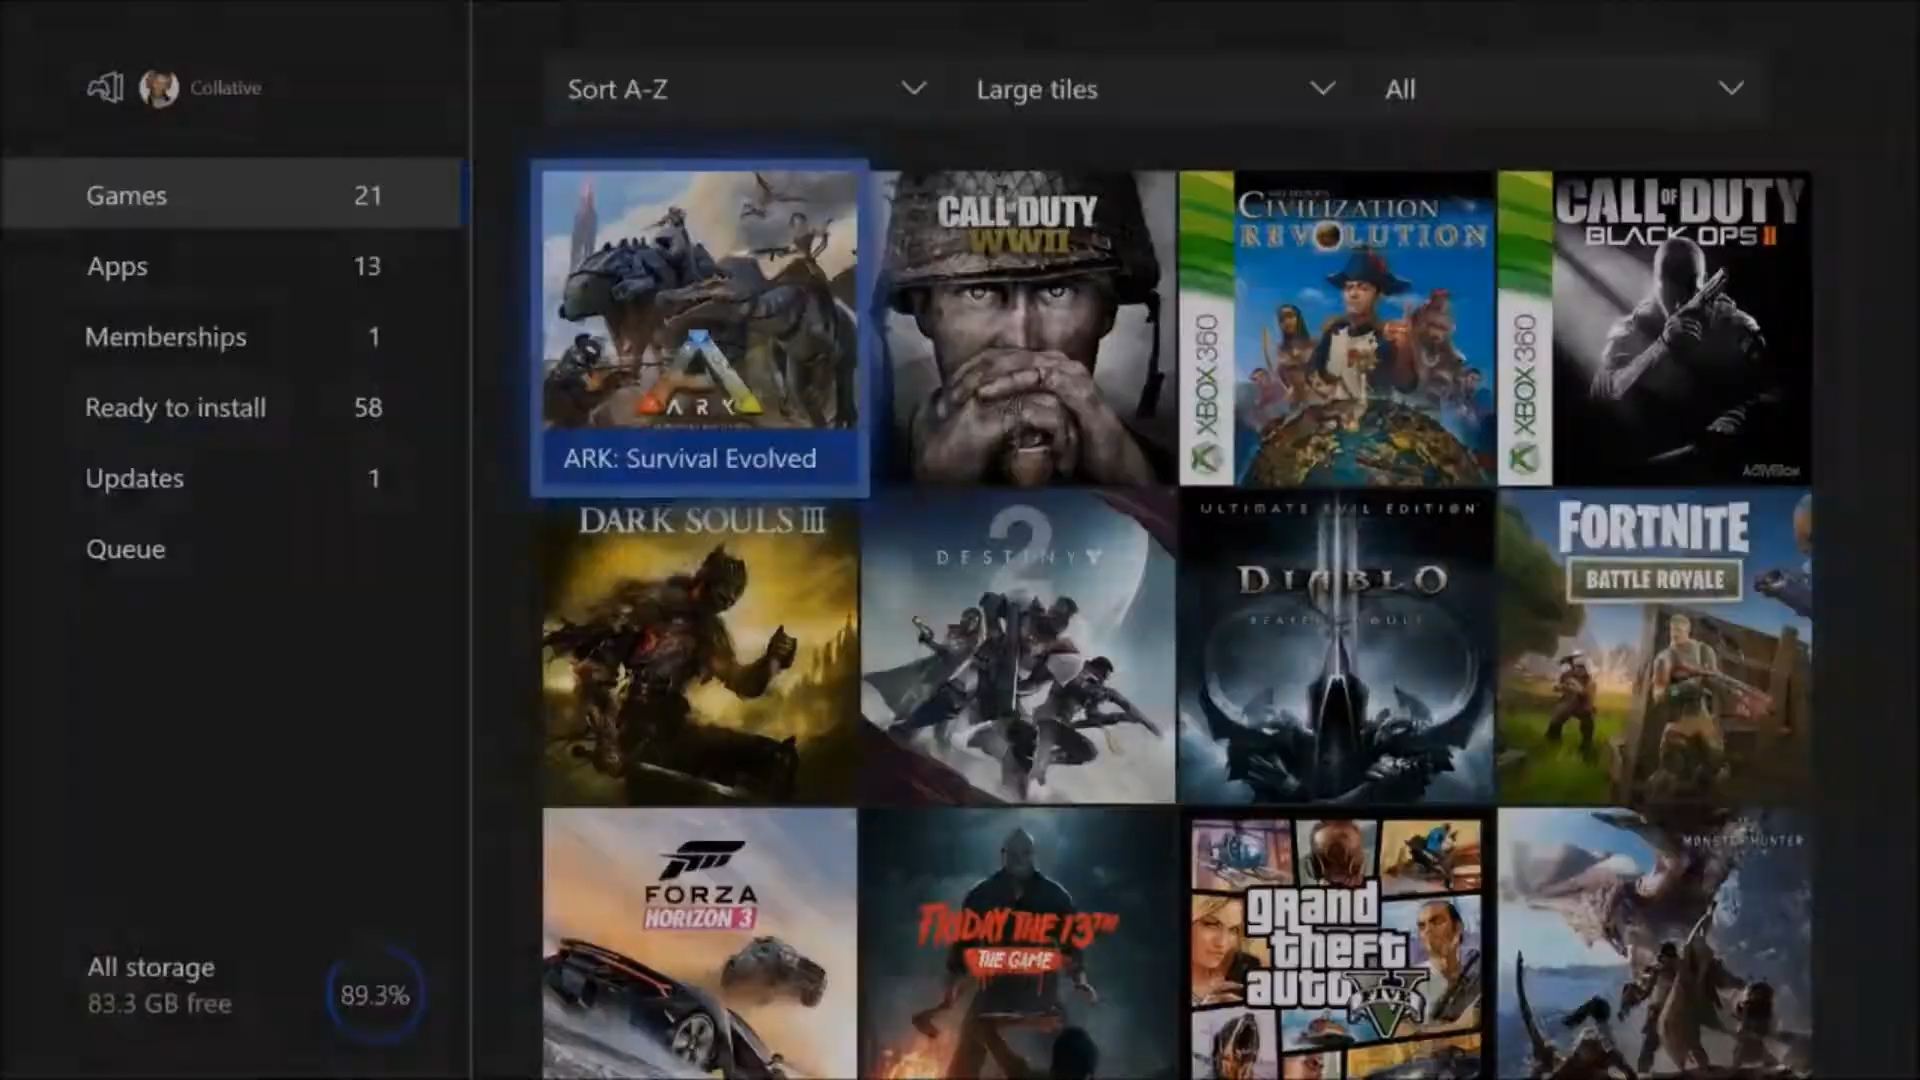 Collative
Sort A-Z
Large tiles
All
Games 21
Apps 13
Memberships 1
Ready to install 58
Updates 1
Queue
All storage
83.3 GB free
89.3%
ARK
ARK: Survival Evolved
CALL OF DUTY
WWII
XBOX 360
CIVILIZATION
REVOLUTION
XBOX 360
CALL OF DUTY
BLACK OPS II
ACTIVISION
DARK SOULS III
2
DESTINY
ULTIMATE EVIL EDITION
DIABLO
FORTNITE
BATTLE ROYALE
FORZA
HORIZON 3
FRIDAY THE 13TH
THE GAME
grand
theft
auto
V
FIVE
MONSTER HUNTER